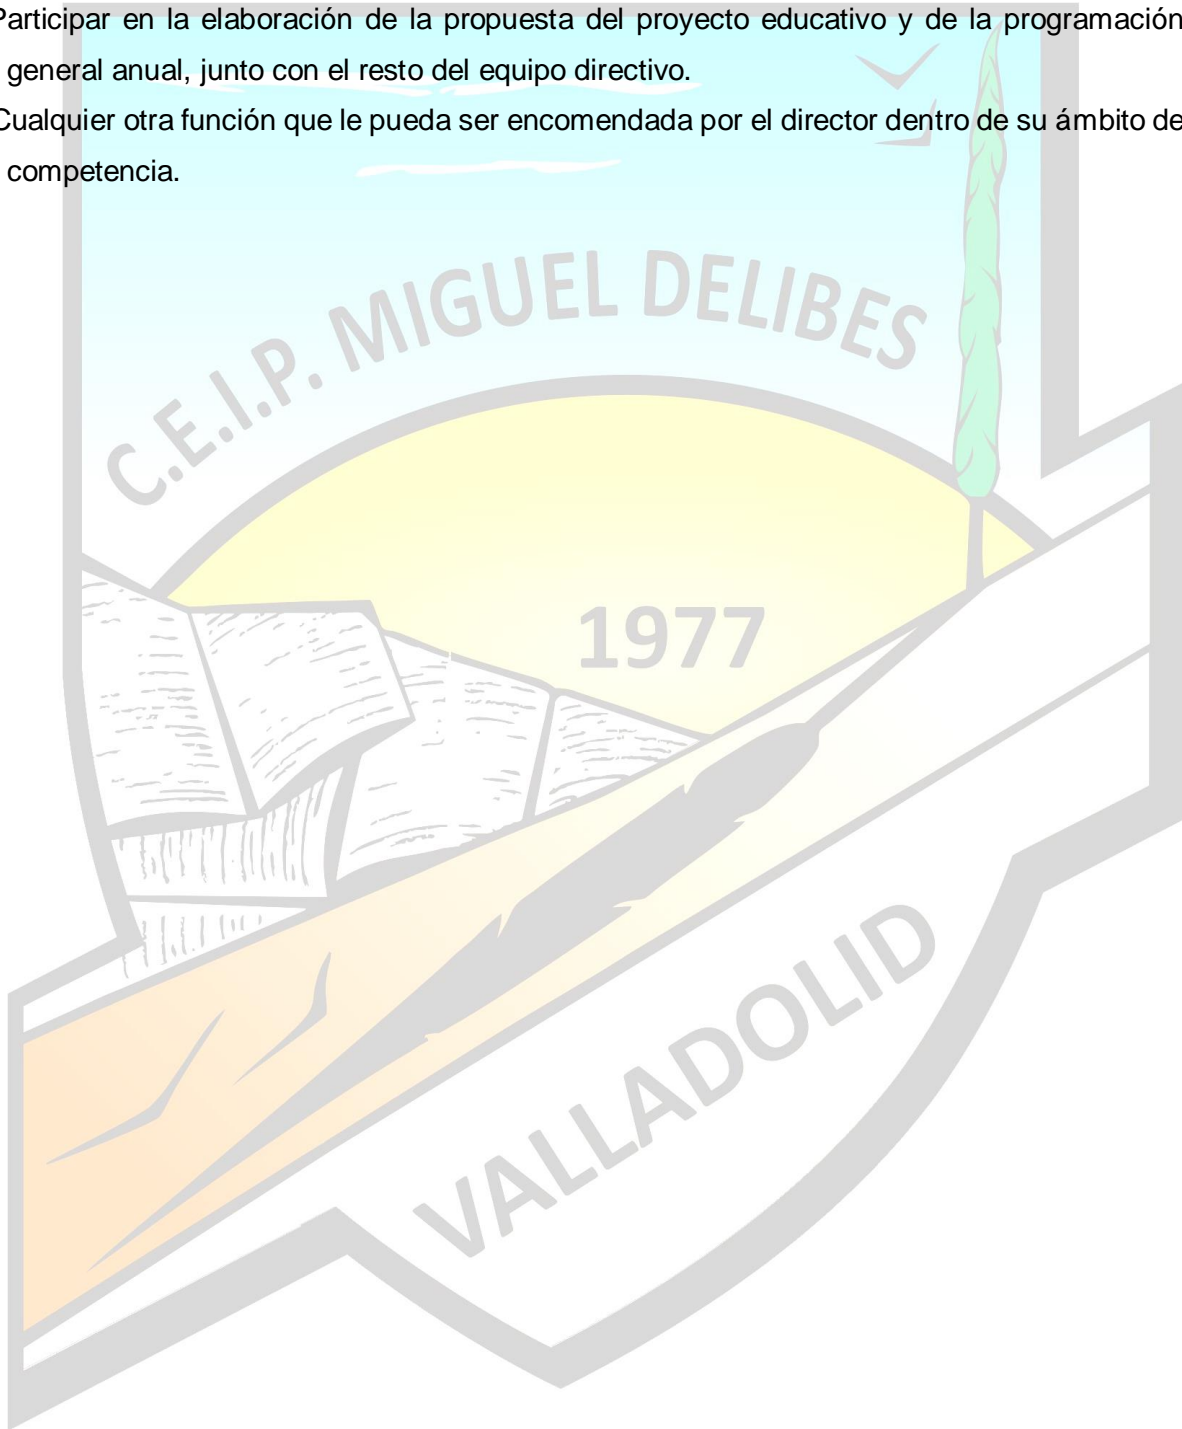 Participar en la elaboración de la propuesta del proyecto educativo y de la programación
general anual, junto con el resto del equipo directivo.
Cualquier otra función que le pueda ser encomendada por el director dentro de su ámbito de
competencia.
C.E.I.P. MIGUEL DELIBES
1977
VALLADOLID